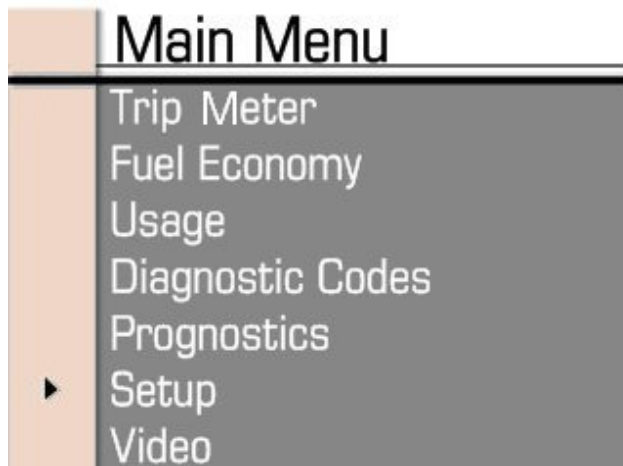 Main Menu
Trip Meter
Fuel Economy
Usage
Diagnostic Codes
Prognostics
Setup
Video